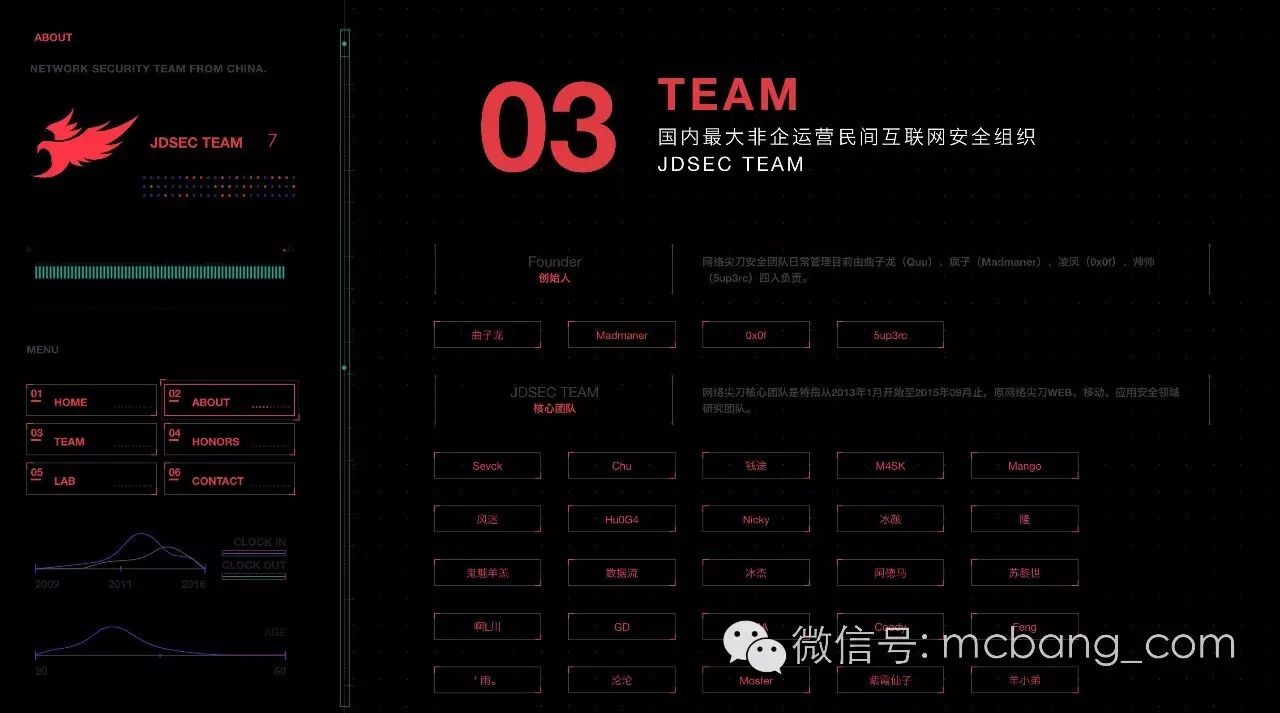 ABOUT
NETWORK SECURITY TEAM FROM CHINA.
JDSEC TEAM 7
MENU
01 HOME
02 ABOUT
03 TEAM
04 HONORS
05 LAB
06 CONTACT
CLOCK IN
CLOCK OUT
2009 2011 2016
AGE
20 50
03
TEAM
国内最大非企运营民间互联网安全组织
JDSEC TEAM
Founder
创始人
网络尖刀安全团队日常管理目前由曲子龙（Quu）、疯子（Madmaner）、凌风（0x0f）、帅帅
（5up3rc）四人负责。
曲子龙 Madmaner 0x0f 5up3rc
JDSEC TEAM
核心团队
网络尖刀核心团队是特指从2013年1月开始至2015年09月止，原网络尖刀WEB、移动、应用安全领域
研究团队。
Sevck Chu 钱途 M4SK Mango
风迷 Hu0G4 Nicky 冰颜 隆
鬼魅羊羔 数据流 冰杰 阿德马 苏黎世
啊L川 GD Coody Feng
雨。 沦沦 Moster 紫霞仙子 羊小弟
微信号: mcbang_com